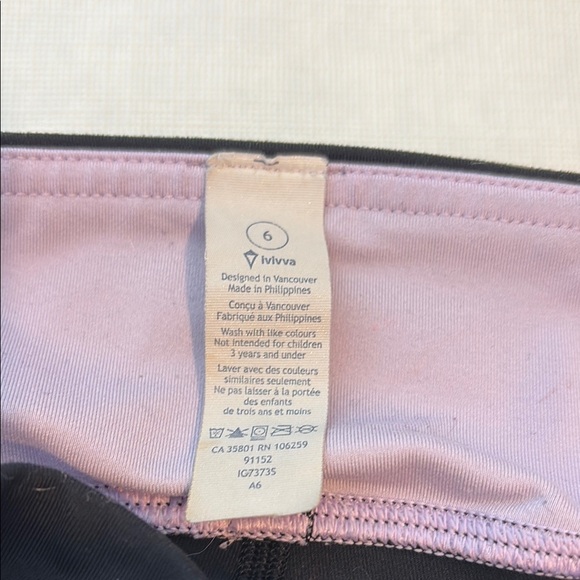 6
ivivva
Designed in Vancouver
Made in Philippines
Conçu à Vancouver
Fabriqué aux Philippines
Wash with like colours
Not intended for children
3 years and under
Laver avec des couleurs
similaires seulement
Ne pas laisser à la portée
des enfants
de trois ans et moins
CA 35801 RN 106259
91152
IG7373S
A6